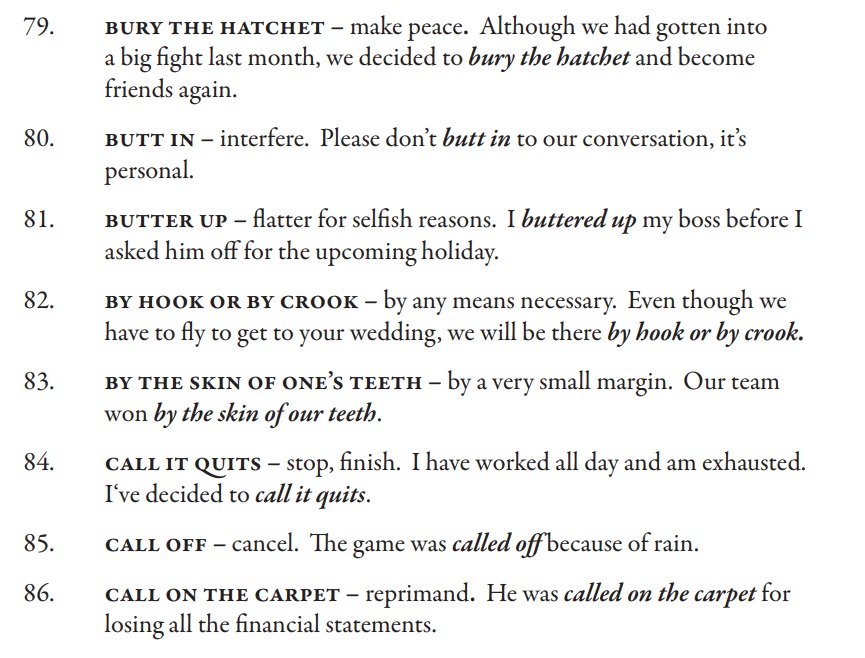 79. BURY THE HATCHET – make peace. Although we had gotten into
a big fight last month, we decided to bury the hatchet and become
friends again.
80. BUTT IN – interfere. Please don’t butt in to our conversation, it’s
personal.
81. BUTTER UP – flatter for selfish reasons. I buttered up my boss before I
asked him off for the upcoming holiday.
82. BY HOOK OR BY CROOK – by any means necessary. Even though we
have to fly to get to your wedding, we will be there by hook or by crook.
83. BY THE SKIN OF ONE’S TEETH – by a very small margin. Our team
won by the skin of our teeth.
84. CALL IT QUITS – stop, finish. I have worked all day and am exhausted.
I‘ve decided to call it quits.
85. CALL OFF – cancel. The game was called off because of rain.
86. CALL ON THE CARPET – reprimand. He was called on the carpet for
losing all the financial statements.